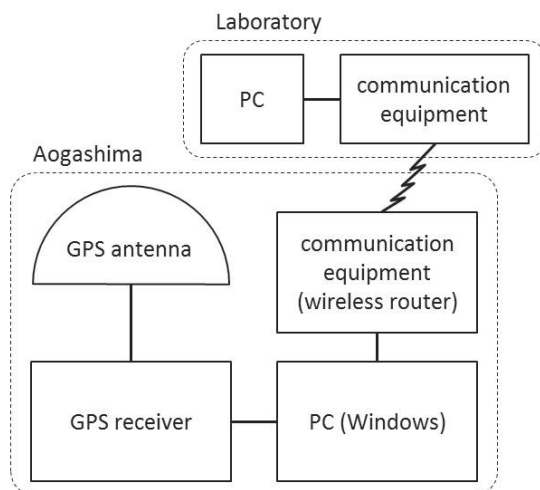 Laboratory
PC
communication
equipment
Aogashima
GPS antenna
communication
equipment
(wireless router)
GPS receiver
PC (Windows)